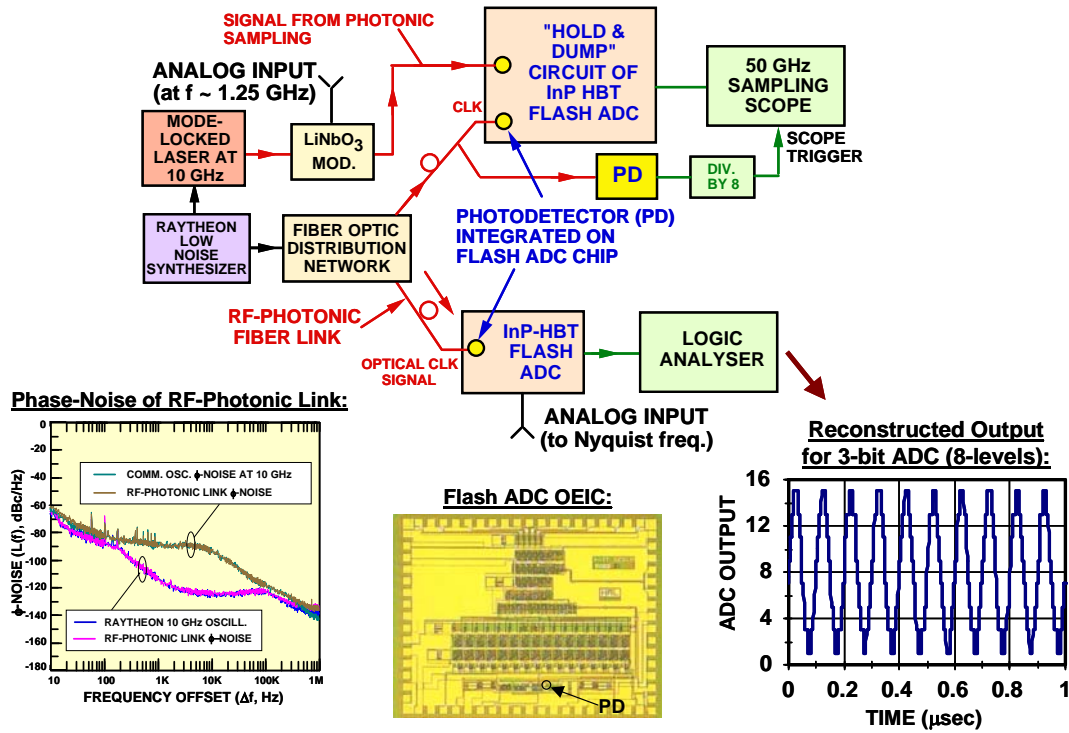 SIGNAL FROM PHOTONIC
SAMPLING
ANALOG INPUT
(at f ~ 1.25 GHz)
MODE-
LOCKED
LASER AT
10 GHz
LiNbO3
MOD.
RAYTHEON
LOW
NOISE
SYNTHESIZER
FIBER OPTIC
DISTRIBUTION
NETWORK
"HOLD &
DUMP"
CIRCUIT OF
InP HBT
FLASH ADC
CLK
50 GHz
SAMPLING
SCOPE
SCOPE
TRIGGER
PD
DIV.
BY 8
PHOTODETECTOR (PD)
INTEGRATED ON
FLASH ADC CHIP
RF-PHOTONIC
FIBER LINK
OPTICAL CLK
SIGNAL
InP-HBT
FLASH
ADC
LOGIC
ANALYSER
ANALOG INPUT
(to Nyquist freq.)
Phase-Noise of RF-Photonic Link:
0
-20
-40
-60
-80
-100
-120
-140
-160
-180
ϕ-NOISE (L(f), dBc/Hz)
COMM. OSC. ϕ-NOISE AT 10 GHz
RF-PHOTONIC LINK ϕ-NOISE
RAYTHEON 10 GHz OSCILL.
RF-PHOTONIC LINK ϕ-NOISE
10 100 1K 10K 100K 1M
FREQUENCY OFFSET (Δf, Hz)
Flash ADC OEIC:
PD
Reconstructed Output
for 3-bit ADC (8-levels):
16
12
8
4
0
ADC OUTPUT
0 0.2 0.4 0.6 0.8 1
TIME (μsec)